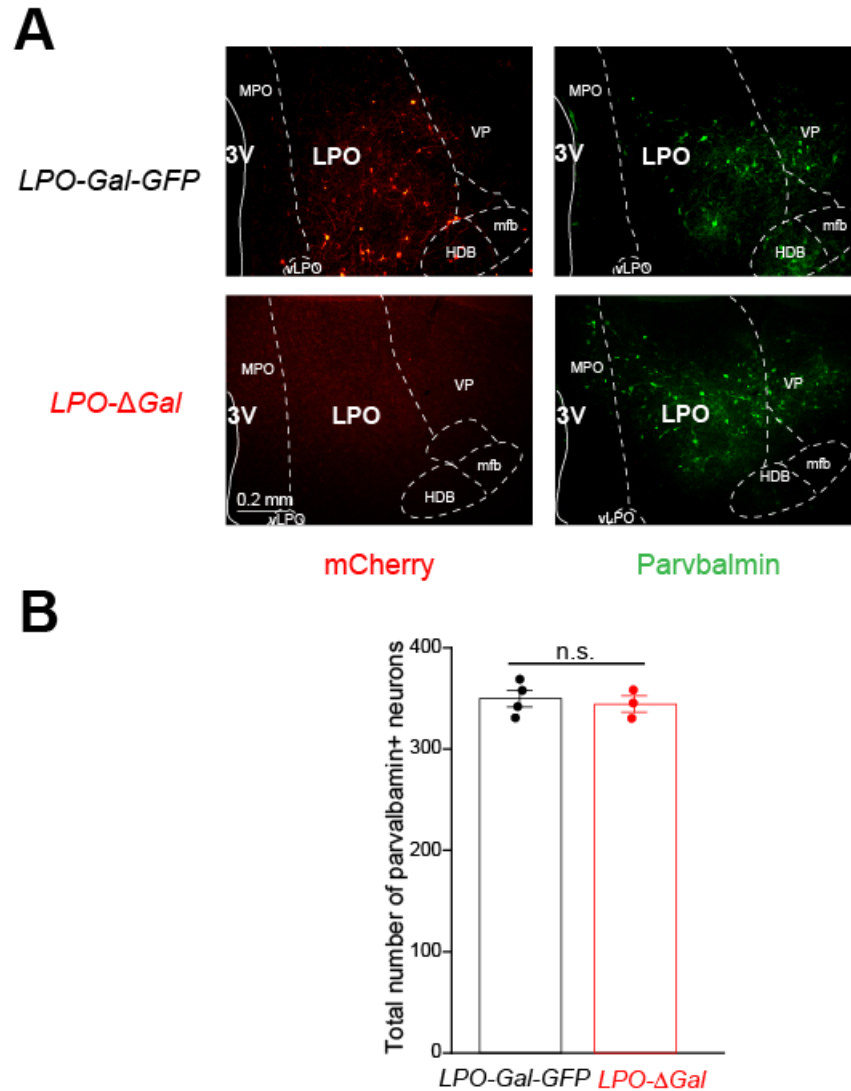 A
MPO
3V
LPO
VP
mfb
HDB
vLPO
MPO
3V
LPO
VP
mfb
HDB
vLPO
LPO-Gal-GFP
MPO
3V
LPO
VP
mfb
HDB
0.2 mm
vLPO
MPO
3V
LPO
VP
HDB
mfb
vLPO
LPO-ΔGal
mCherry
Parvbalmin
B
Total number of parvalbamin+ neurons
400
300
200
100
0
n.s.
LPO-Gal-GFP
LPO-ΔGal